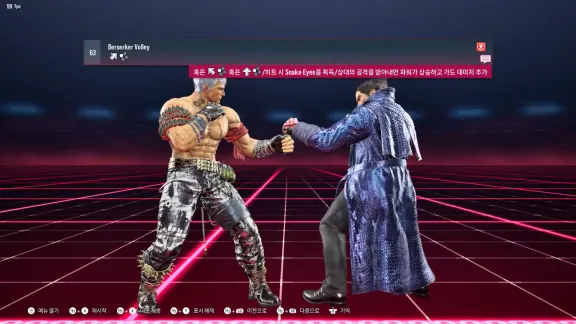 59 fps
63 Berserker Volley
혹은 혹은 /히트 시 Snake Eyes를 획득/상대의 공격을 받아내면 파워가 상승하고 가드 대미지 추가
메뉴 열기 재시작 표시 해제 이전으로 다음으로 기억